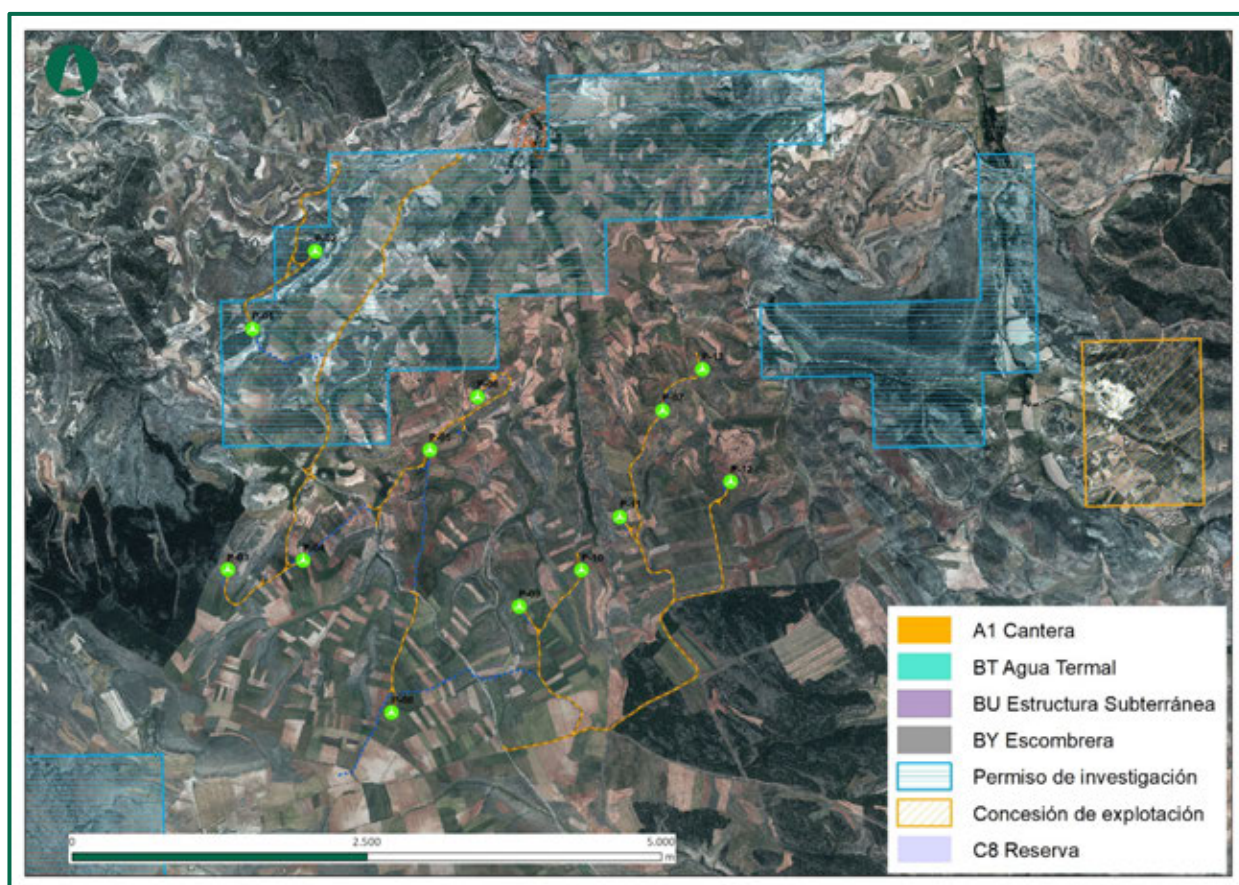 P-13
P-07
P-12
P-11
P-10
P-09
A1 Cantera
BT Agua Termal
BU Estructura Subterránea
BY Escombrera
Permiso de investigación
Concesión de explotación
C8 Reserva
0
2.500
5.000
m